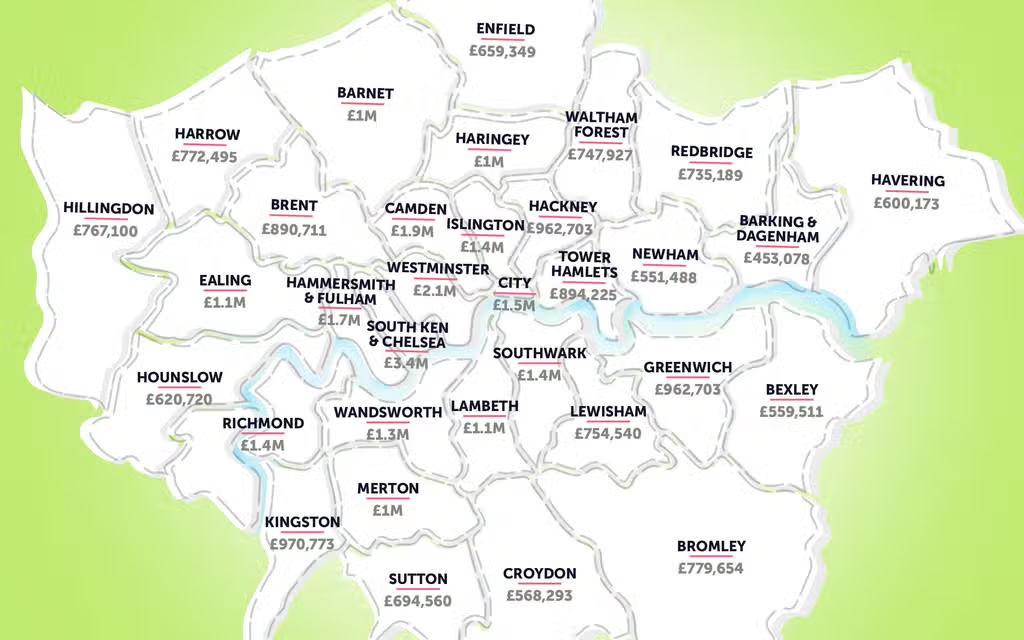 ENFIELD
£659,349
BARNET
£1M
HARROW
£772,495
HARINGEY
£1M
WALTHAM
FOREST
£747,927
REDBRIDGE
£735,189
HAVERING
£600,173
HILLINGDON
£767,100
BRENT
£890,711
CAMDEN
£1.9M
ISLINGTON
£1.4M
HACKNEY
£962,703
BARKING &
DAGENHAM
£453,078
EALING
£1.1M
HAMMERSMITH
& FULHAM
£1.7M
WESTMINSTER
£2.1M
CITY
£1.5M
TOWER
HAMLETS
£894,225
NEWHAM
£551,488
SOUTH KEN
& CHELSEA
£3.4M
SOUTHWARK
£1.4M
GREENWICH
£962,703
BEXLEY
£559,511
HOUNSLOW
£620,720
RICHMOND
£1.4M
WANDSWORTH
£1.3M
LAMBETH
£1.1M
LEWISHAM
£754,540
MERTON
£1M
KINGSTON
£970,773
SUTTON
£694,560
CROYDON
£568,293
BROMLEY
£779,654